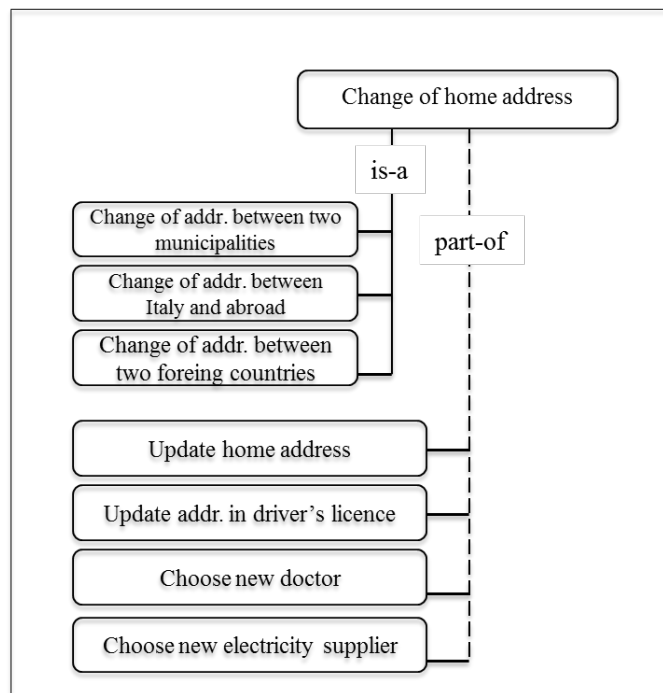 Change of home address
is-a
Change of addr. between two
municipalities
part-of
Change of addr. between
Italy and abroad
Change of addr. between
two foreing countries
Update home address
Update addr. in driver's licence
Choose new doctor
Choose new electricity supplier